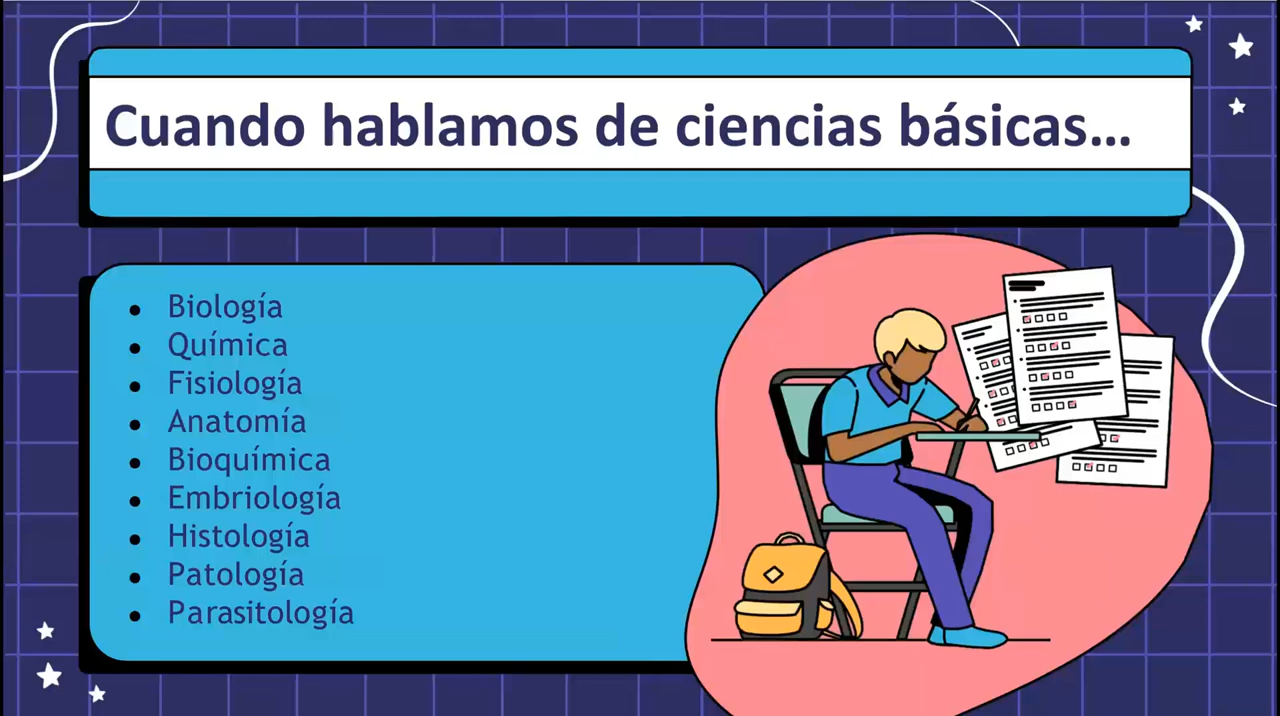 Cuando hablamos de ciencias básicas...
• Biología
• Química
• Fisiología
• Anatomía
• Bioquímica
• Embriología
• Histología
• Patología
• Parasitología